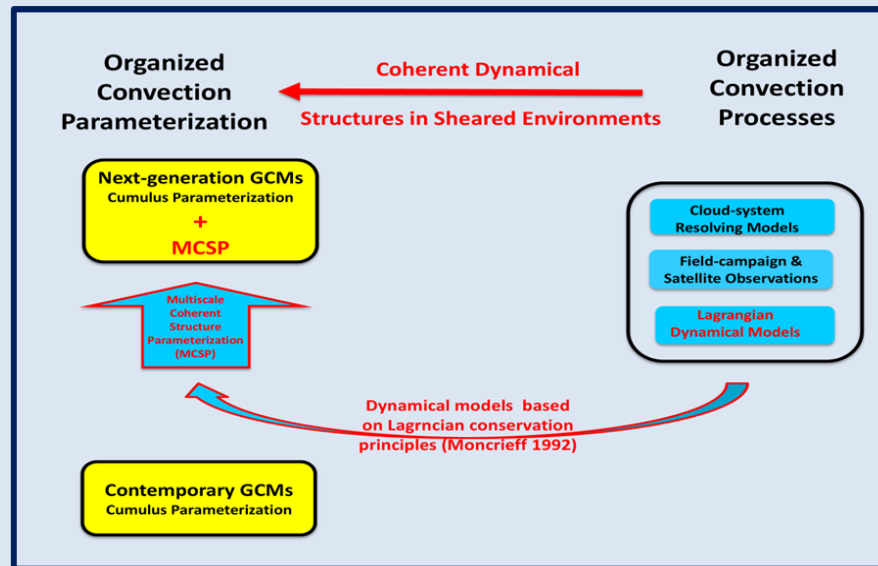 Organized
Convection
Parameterization
Coherent Dynamical
Structures in Sheared Environments
Organized
Convection
Processes
Next-generation GCMs
Cumulus Parameterization
+
MCSP
Cloud-system
Resolving Models
Field-campaign &
Satellite Observations
Lagrangian
Dynamical Models
Multiscale
Coherent
Structure
Parameterization
(MCSP)
Dynamical models based
on Lagrncian conservation
principles (Moncrieff 1992)
Contemporary GCMs
Cumulus Parameterization